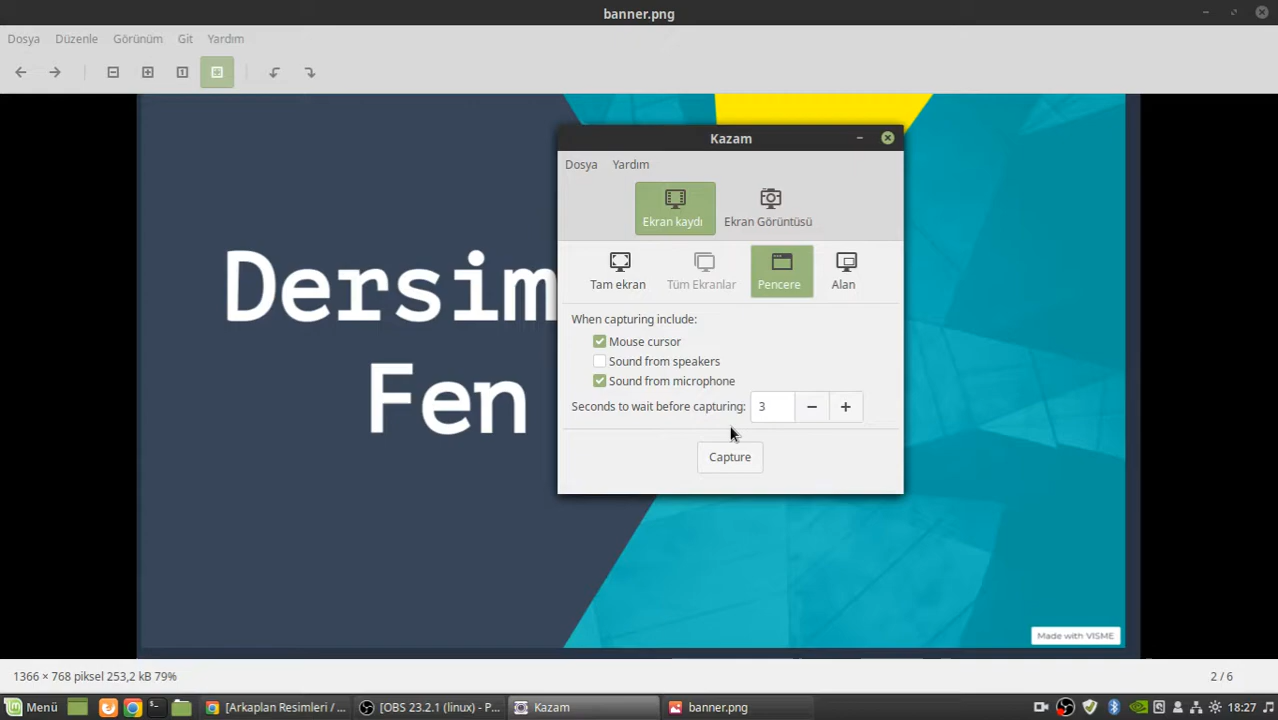 banner.png
Dosya Düzenle Görünüm Git Yardım
Kazam
Dosya Yardım
Ekran kaydı Ekran Görüntüsü
Tam ekran Tüm Ekranlar Pencere Alan
When capturing include:
Mouse cursor
Sound from speakers
Sound from microphone
Seconds to wait before capturing: 3
Capture
Dersim
Fen
Made with VISME
1366 × 768 piksel 253,2 kB 79% 2 / 6
Menü [Arkaplan Resimleri / ... [OBS 23.2.1 (linux) - P... Kazam banner.png 18:27